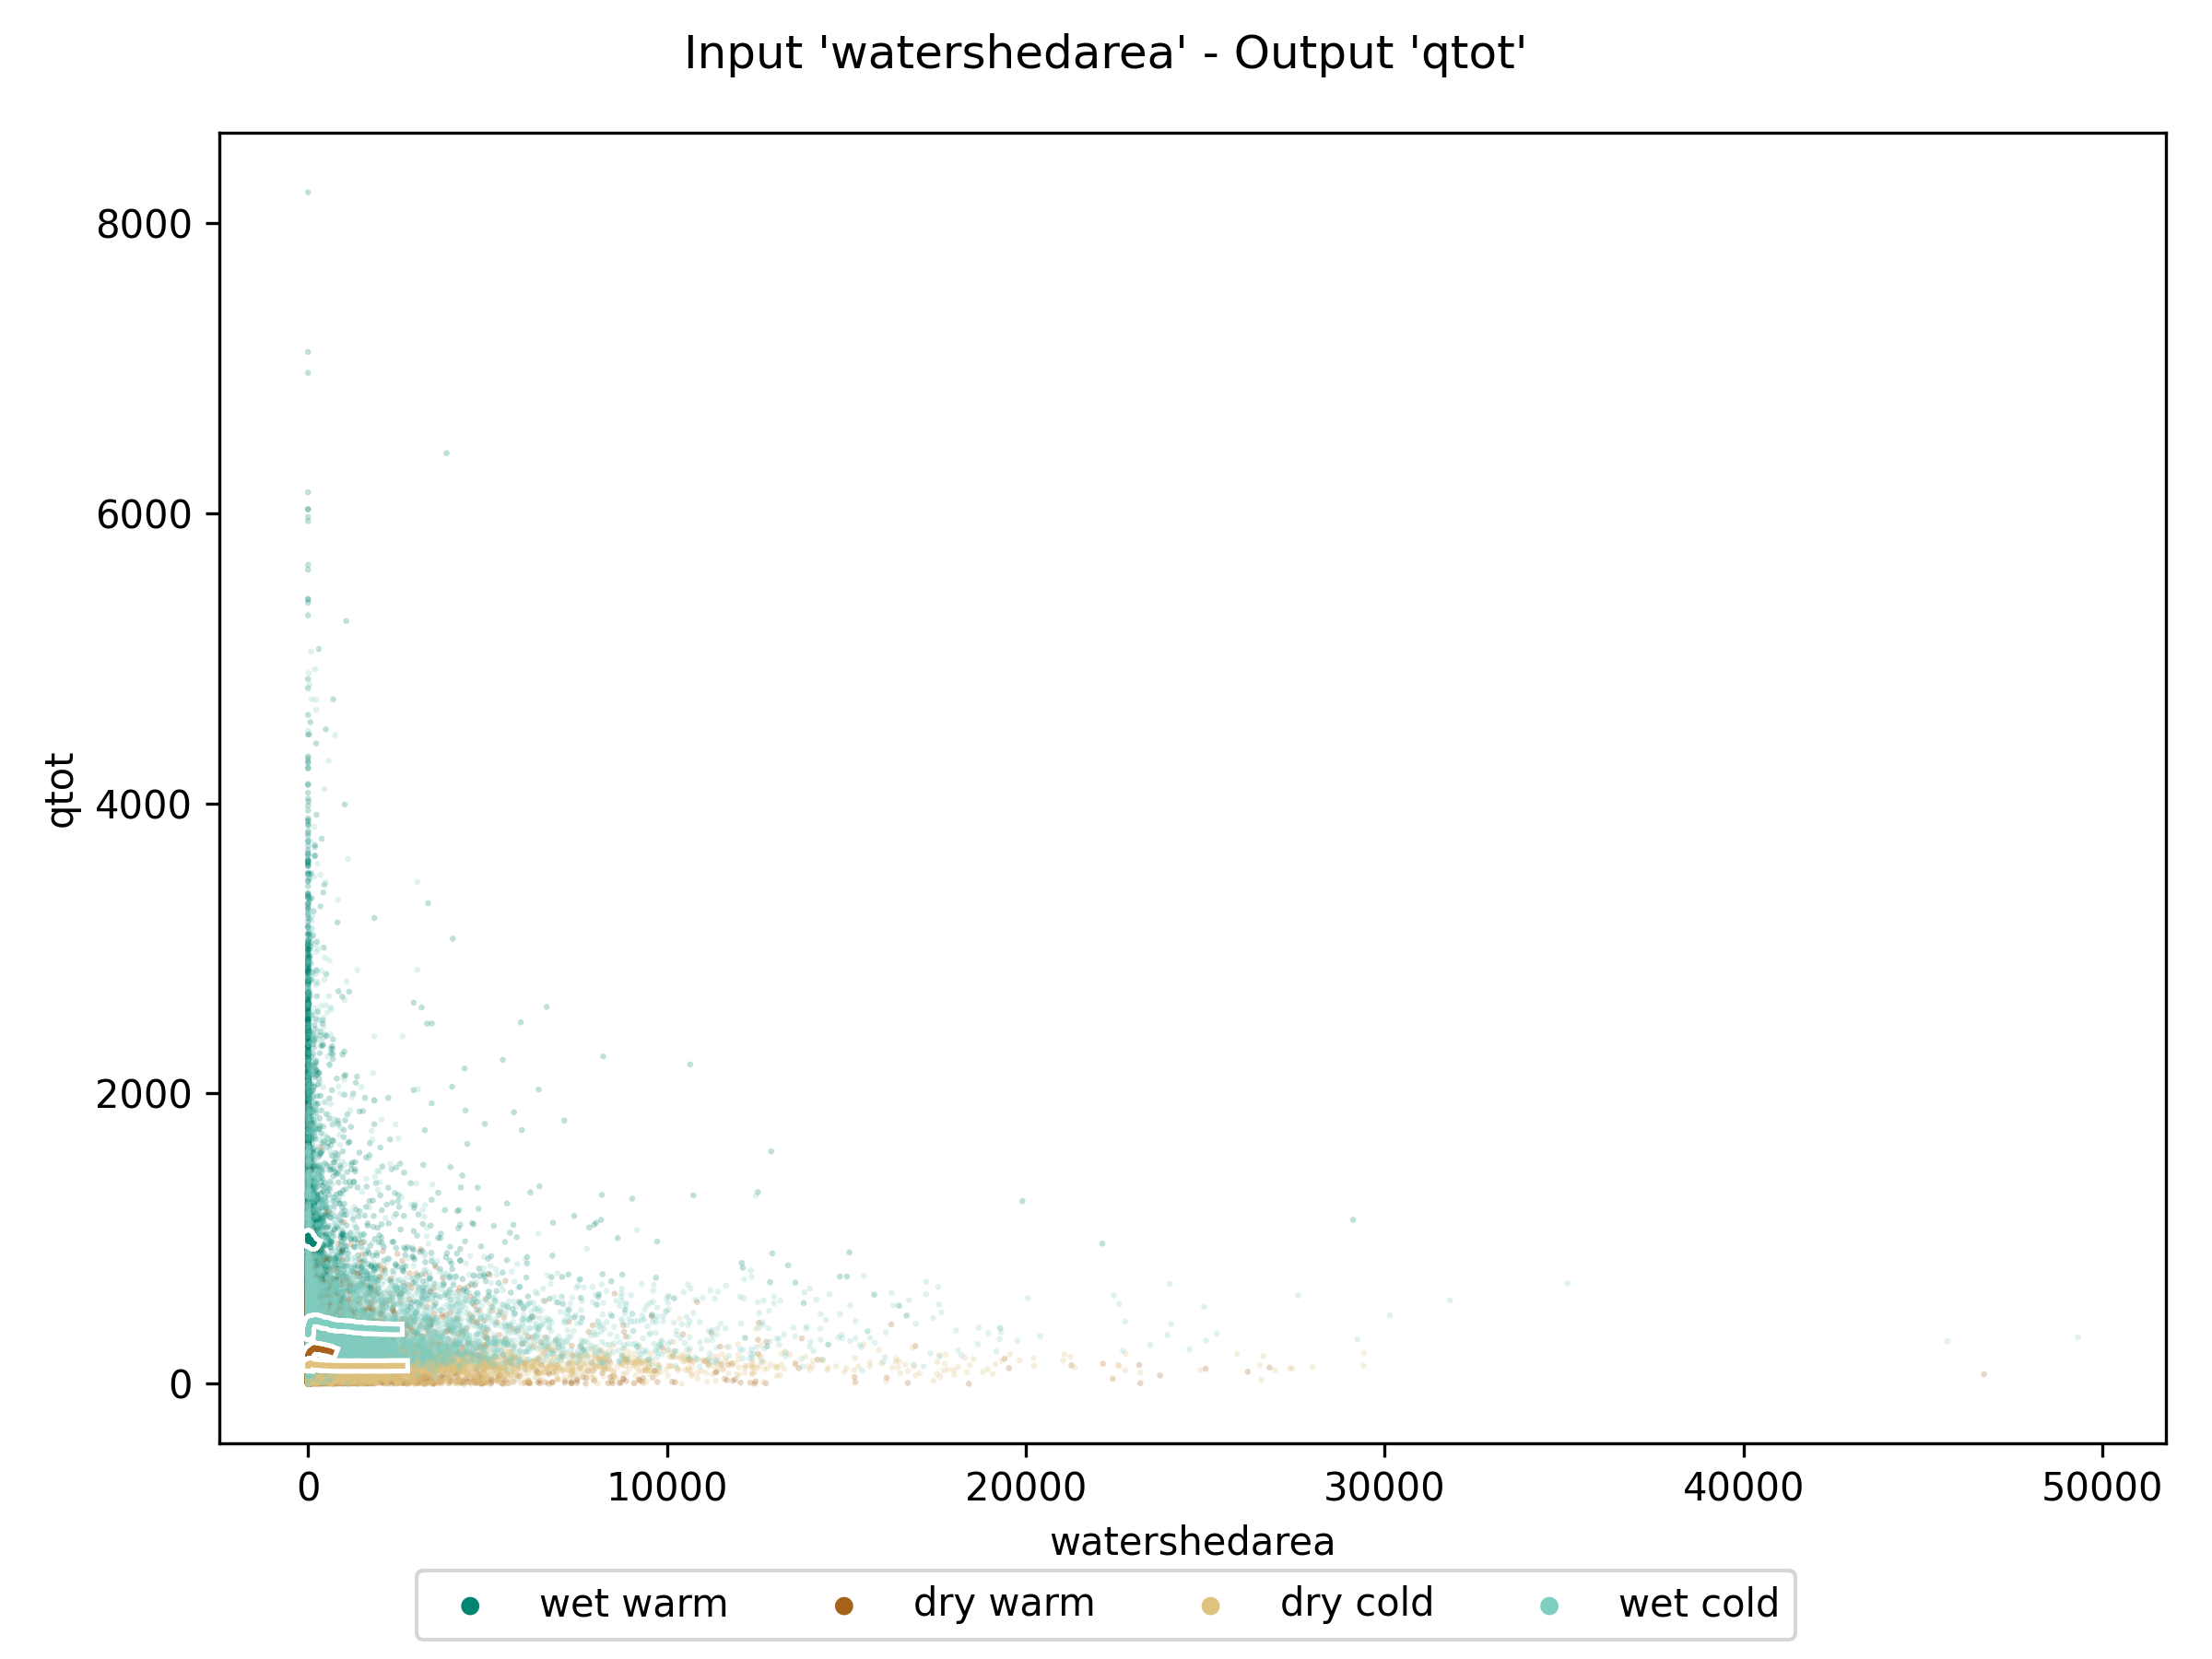 Input 'watershedarea' - Output 'qtot'
8000
6000
4000
2000
0
qtot
0 10000 20000 30000 40000 50000
watershedarea
wet warm dry warm dry cold wet cold